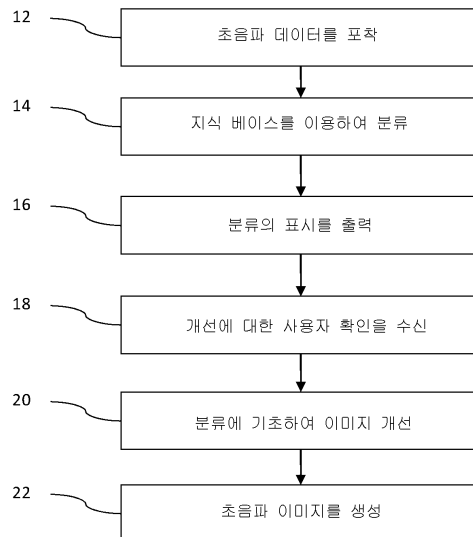 12
초음파 데이터를 포착
14
지식 베이스를 이용하여 분류
16
분류의 표시를 출력
18
개선에 대한 사용자 확인을 수신
20
분류에 기초하여 이미지 개선
22
초음파 이미지를 생성